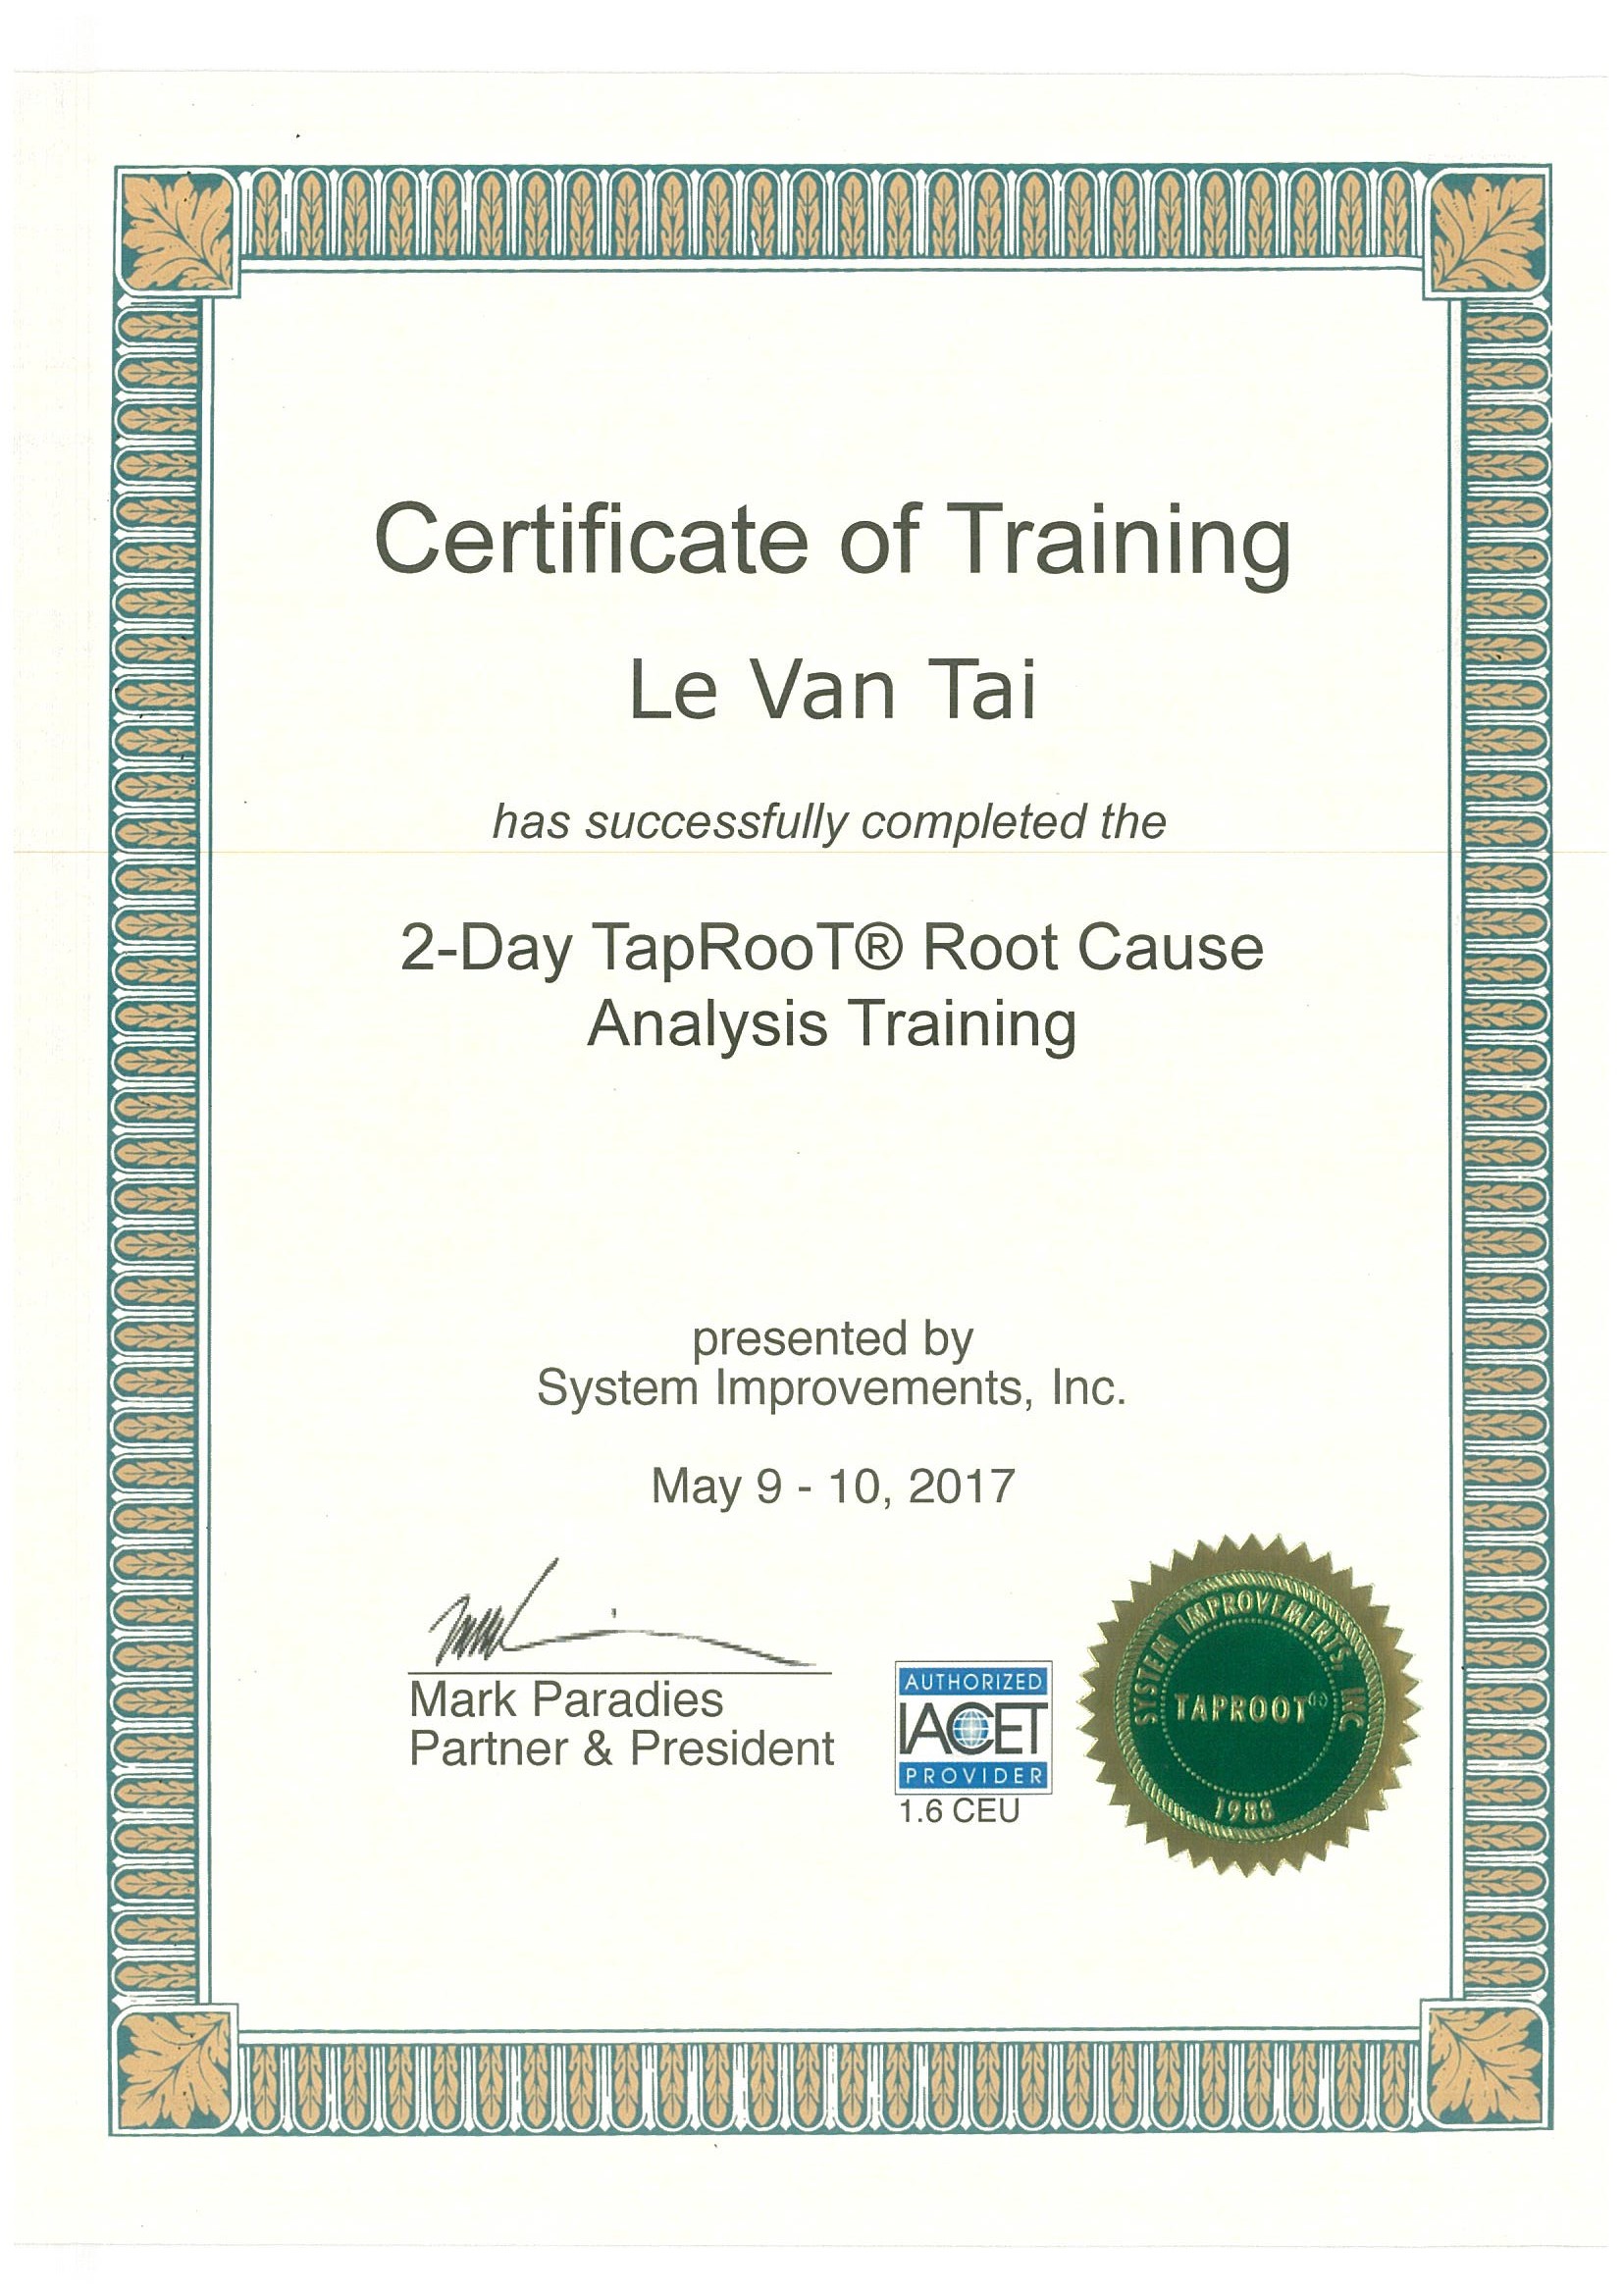 Certificate of Training
Le Van Tai
has successfully completed the
2-Day TapRooT® Root Cause
Analysis Training
presented by
System Improvements, Inc.
May 9 - 10, 2017
Mark Paradies
Partner & President
AUTHORIZED
IACET
PROVIDER
1.6 CEU
SYSTEM IMPROVEMENTS, INC
TAPROOT®
1988